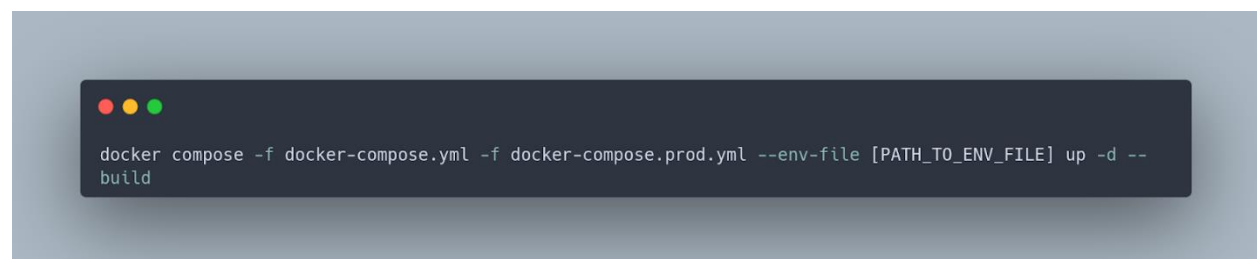 docker compose -f docker-compose.yml -f docker-compose.prod.yml --env-file [PATH_TO_ENV_FILE] up -d --
build